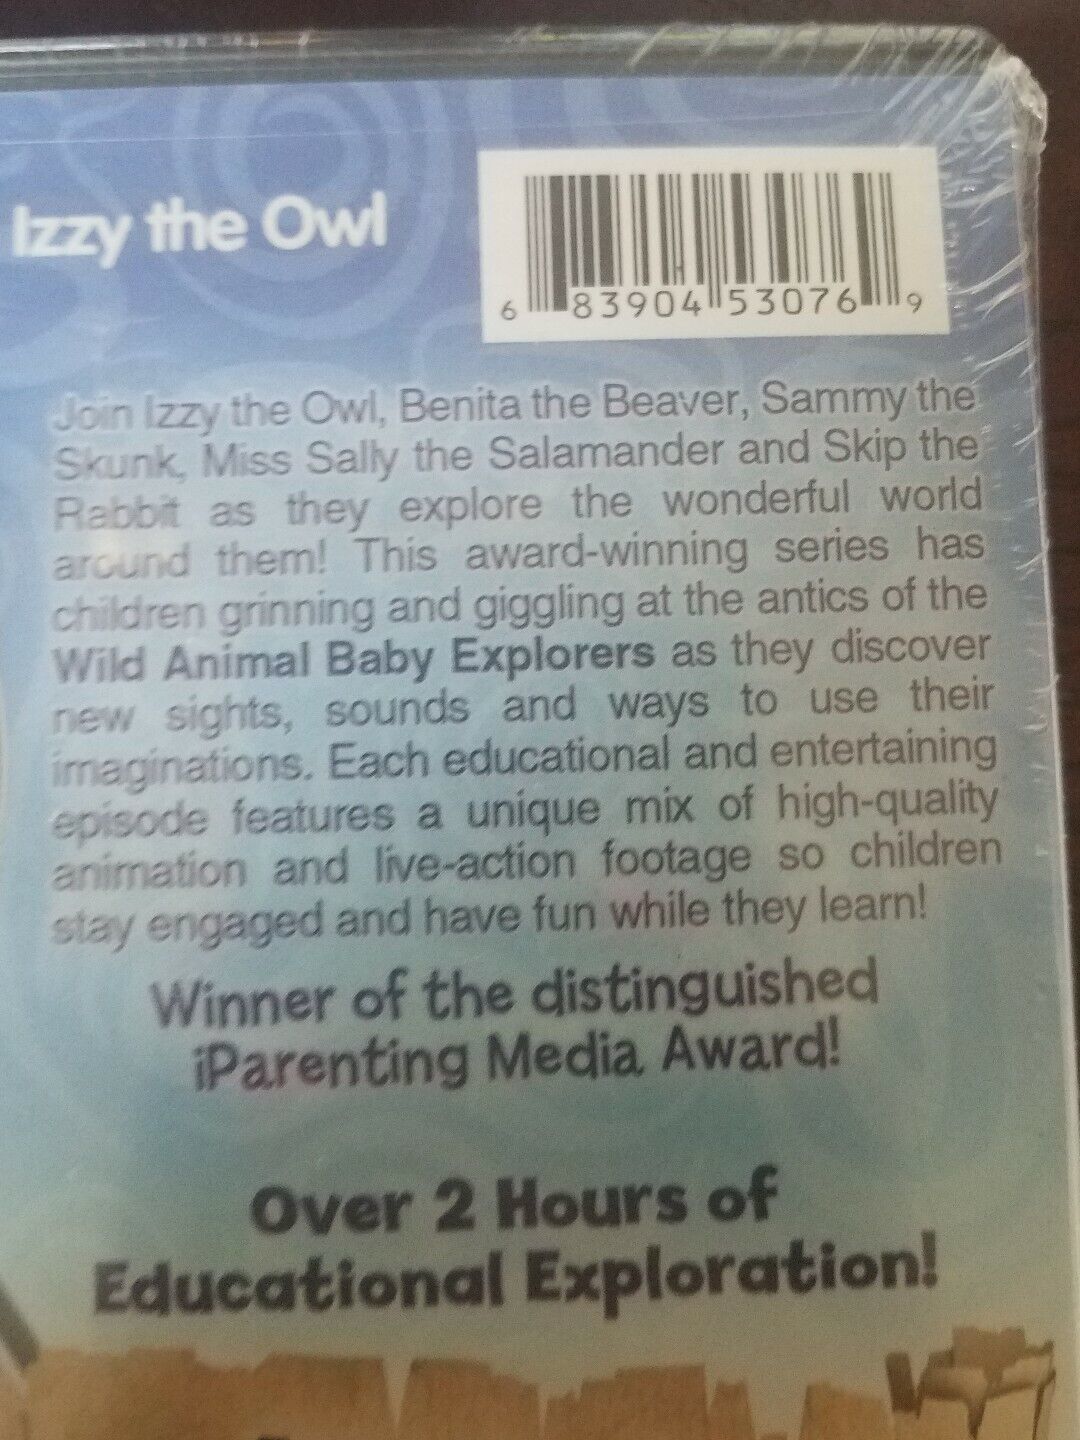 Izzy the Owl
6 83904 53076 9
Join Izzy the Owl, Benita the Beaver, Sammy the
Skunk, Miss Sally the Salamander and Skip the
Rabbit as they explore the wonderful world
around them! This award-winning series has
children grinning and giggling at the antics of the
Wild Animal Baby Explorers as they discover
new sights, sounds and ways to use their
imaginations. Each educational and entertaining
episode features a unique mix of high-quality
animation and live-action footage so children
stay engaged and have fun while they learn!
Winner of the distinguished
iParenting Media Award!
Over 2 Hours of
Educational Exploration!